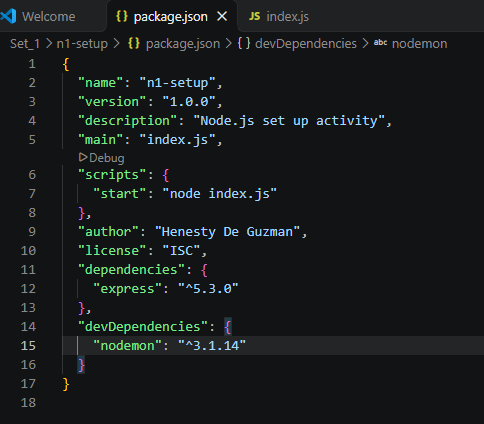 Welcome package.json index.js
Set_1 > n1-setup > package.json > devDependencies > nodemon
1 {
2 "name": "n1-setup",
3 "version": "1.0.0",
4 "description": "Node.js set up activity",
5 "main": "index.js",
Debug
6 "scripts": {
7 "start": "node index.js"
8 },
9 "author": "Henesty De Guzman",
10 "license": "ISC",
11 "dependencies": {
12 "express": "^5.3.0"
13 },
14 "devDependencies": {
15 "nodemon": "^3.1.14"
16 }
17 }
18